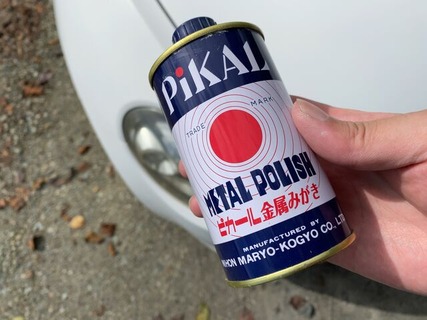 PiKAL
TRADE MARK
METAL POLISH
ピカール金属みがき
MANUFACTURED BY
NIHON MARYO-KOGYO CO., LTD.